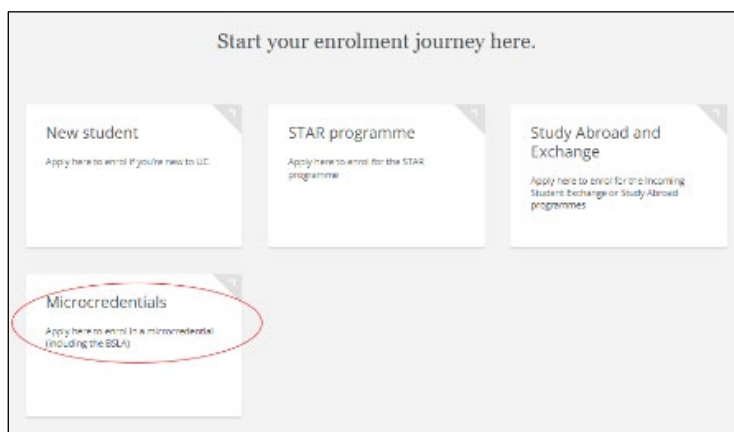 Start your enrolment journey here.
New student
Apply here to enrol if you're new to UC
STAR programme
Apply here to enrol for the STAR
programme
Study Abroad and
Exchange
Apply here to enrol for the Incoming
Student Exchange or Study Abroad
programmes
Microcredentials
Apply here to enrol in a microcredential
(including the BSLA)